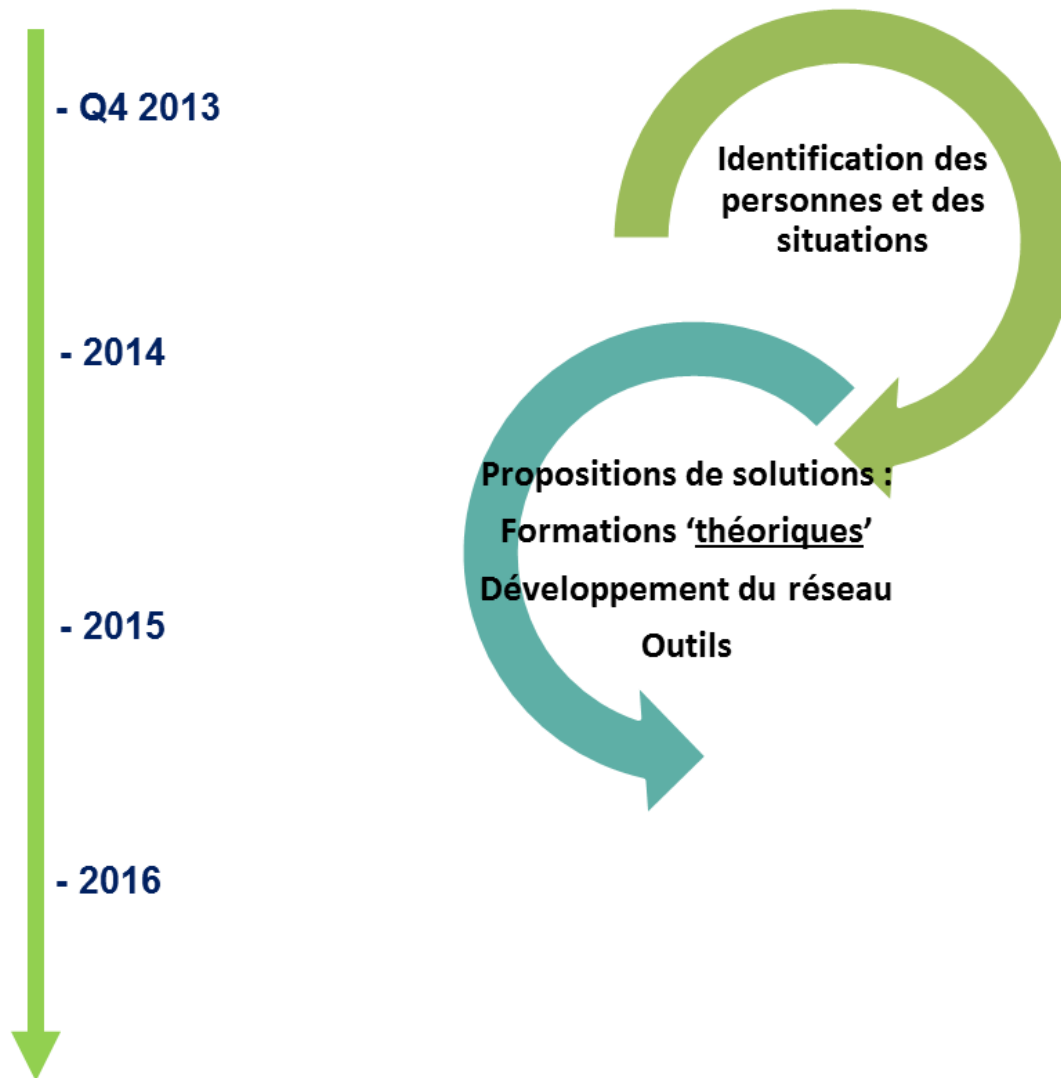 - Q4 2013
Identification des
personnes et des
situations
- 2014
Propositions de solutions :
Formations ‘théoriques’
Développement du réseau
Outils
- 2015
- 2016